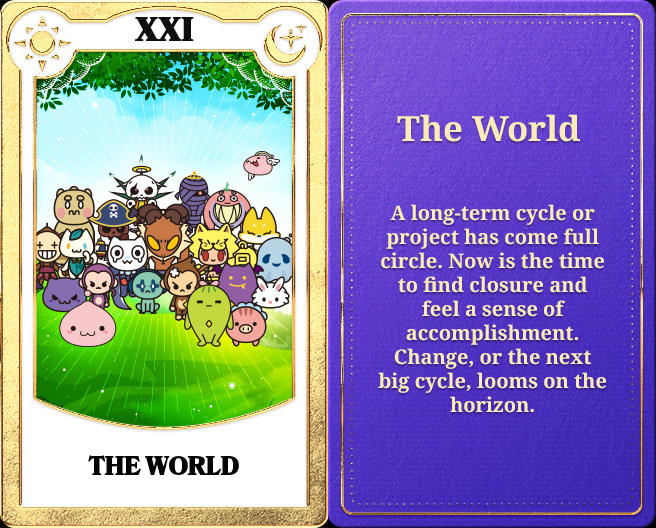 XXI
THE WORLD
The World
A long-term cycle or
project has come full
circle. Now is the time
to find closure and
feel a sense of
accomplishment.
Change, or the next
big cycle, looms on the
horizon.